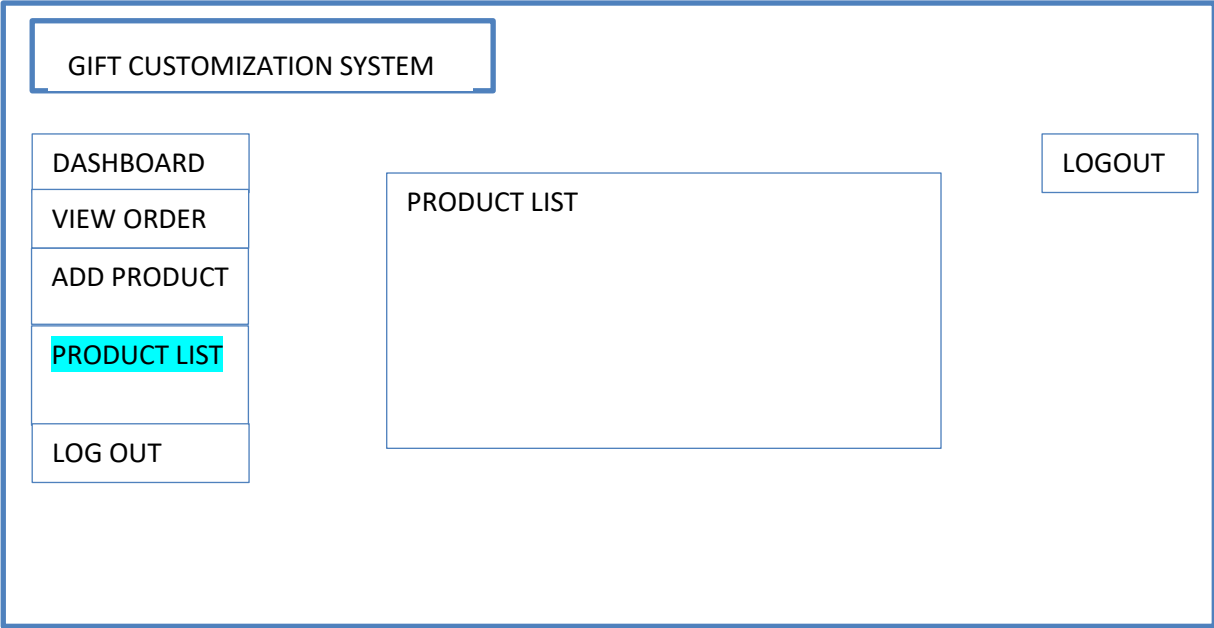 GIFT CUSTOMIZATION SYSTEM
DASHBOARD
VIEW ORDER
ADD PRODUCT
PRODUCT LIST
LOG OUT
PRODUCT LIST
LOGOUT